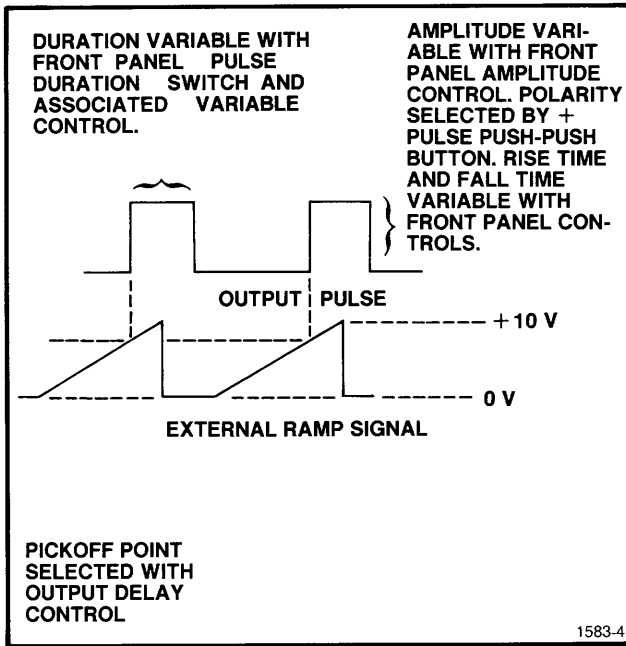 DURATION VARIABLE WITH
FRONT PANEL PULSE
DURATION SWITCH AND
ASSOCIATED VARIABLE
CONTROL.
AMPLITUDE VARI-
ABLE WITH FRONT
PANEL AMPLITUDE
CONTROL. POLARITY
SELECTED BY +
PULSE PUSH-PUSH
BUTTON. RISE TIME
AND FALL TIME
VARIABLE WITH
FRONT PANEL CON-
TROLS.
OUTPUT PULSE
+10 V
0 V
EXTERNAL RAMP SIGNAL
PICKOFF POINT
SELECTED WITH
OUTPUT DELAY
CONTROL
1583-4